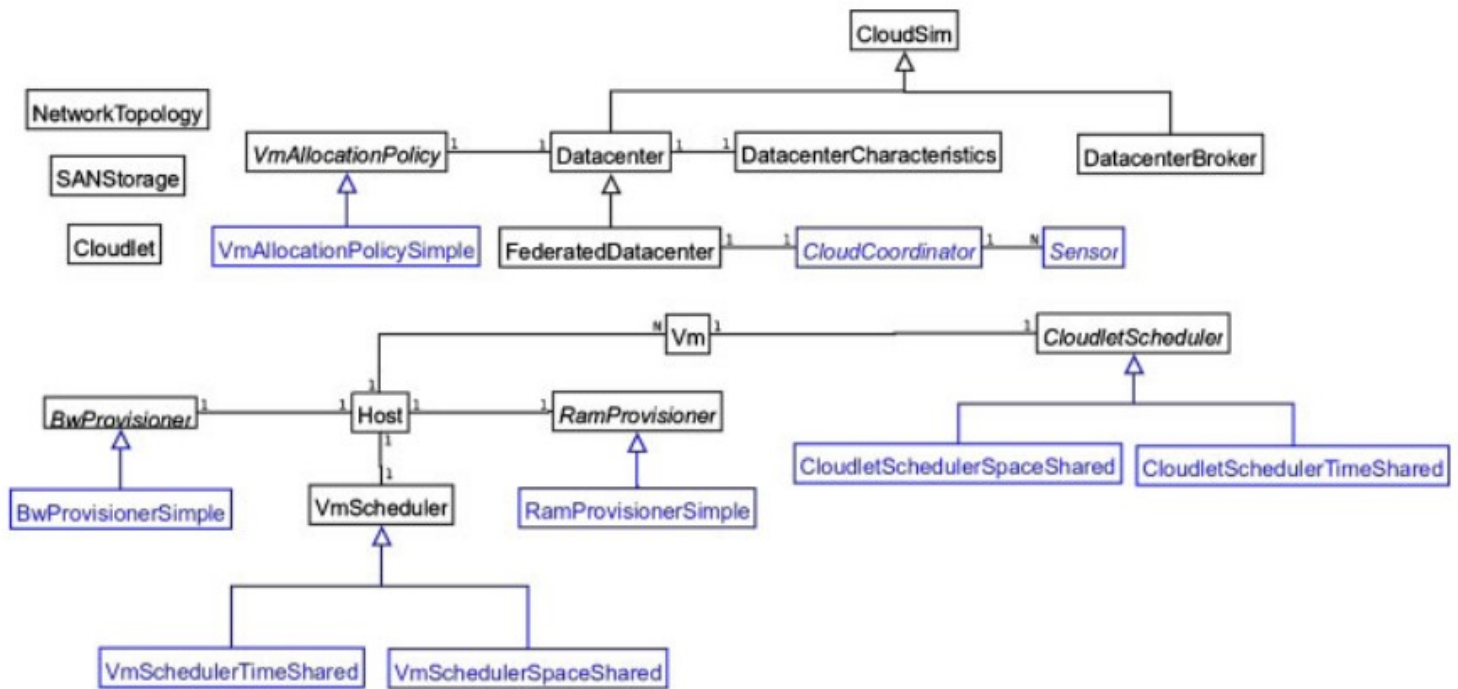 CloudSim
NetworkTopology
VmAllocationPolicy 1 1 Datacenter 1 1 DatacenterCharacteristics
DatacenterBroker
SANStorage
Cloudlet
VmAllocationPolicySimple
FederatedDatacenter 1 1 CloudCoordinator 1 N Sensor
N Vm 1 1 CloudletScheduler
1
BwProvisioner 1 1 Host 1 1 RamProvisioner
1
1
CloudletSchedulerSpaceShared
CloudletSchedulerTimeShared
BwProvisionerSimple
VmScheduler
RamProvisionerSimple
VmSchedulerTimeShared
VmSchedulerSpaceShared